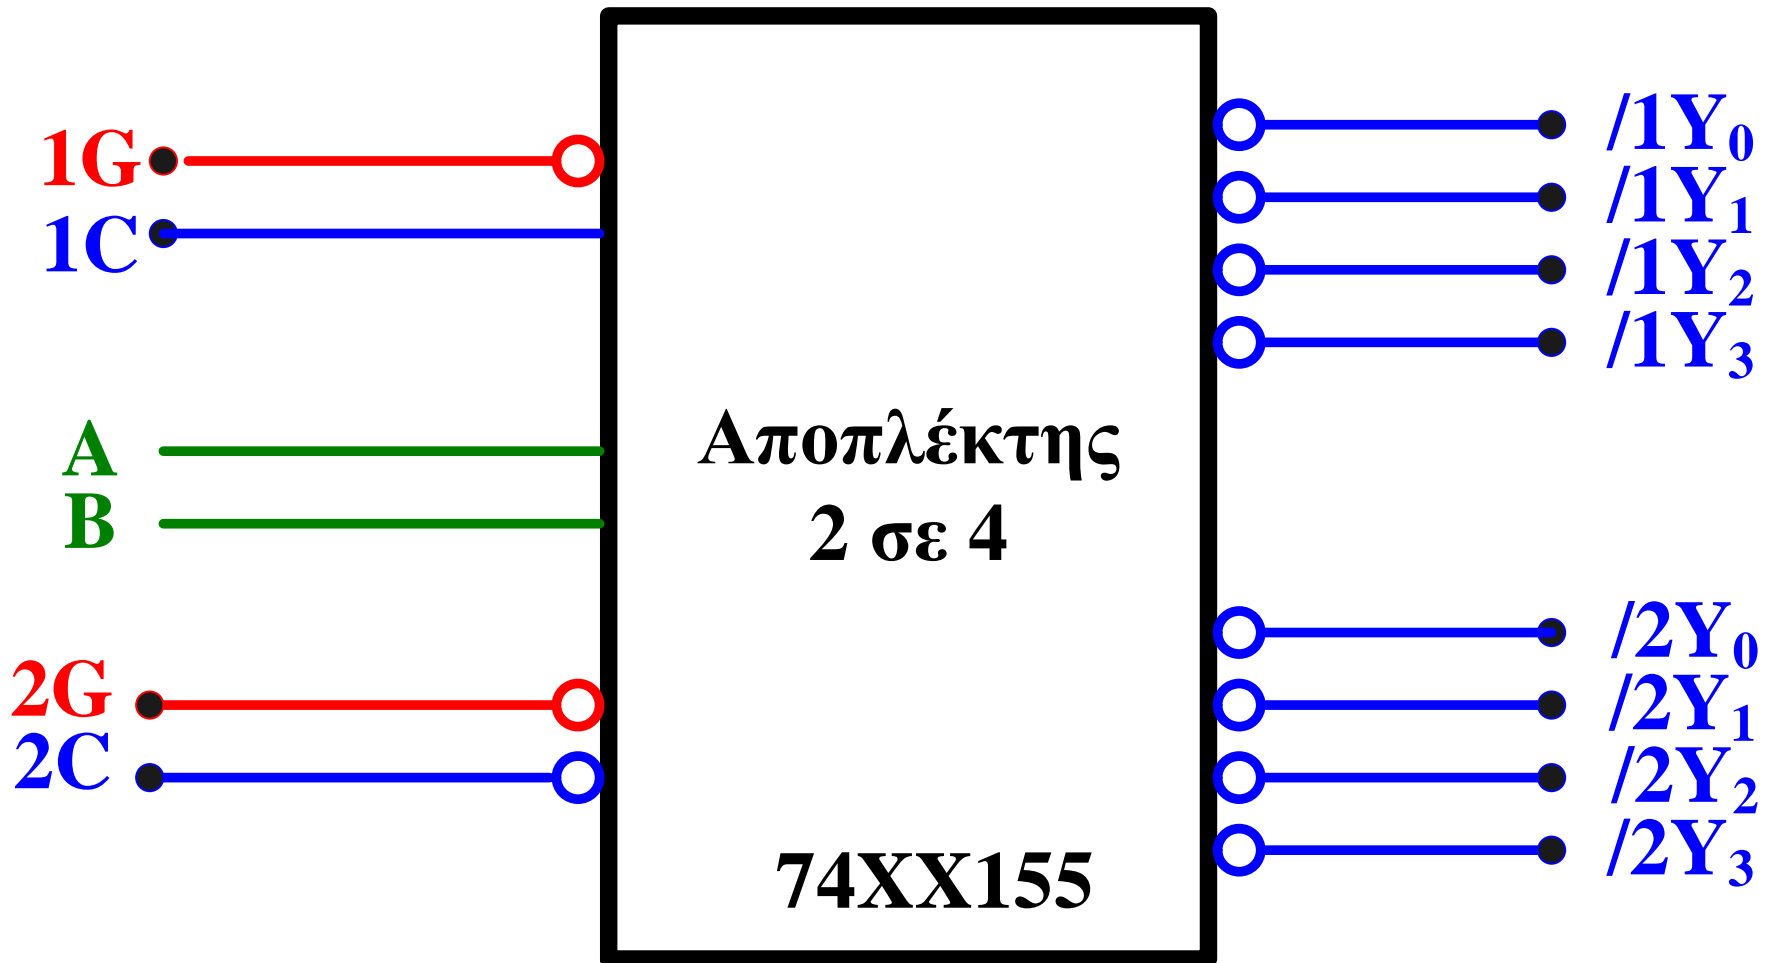 1G
1C
A
B
2G
2C
Αποπλέκτης
2 σε 4
74XX155
/1Y₀
/1Y₁
/1Y₂
/1Y₃
/2Y₀
/2Y₁
/2Y₂
/2Y₃